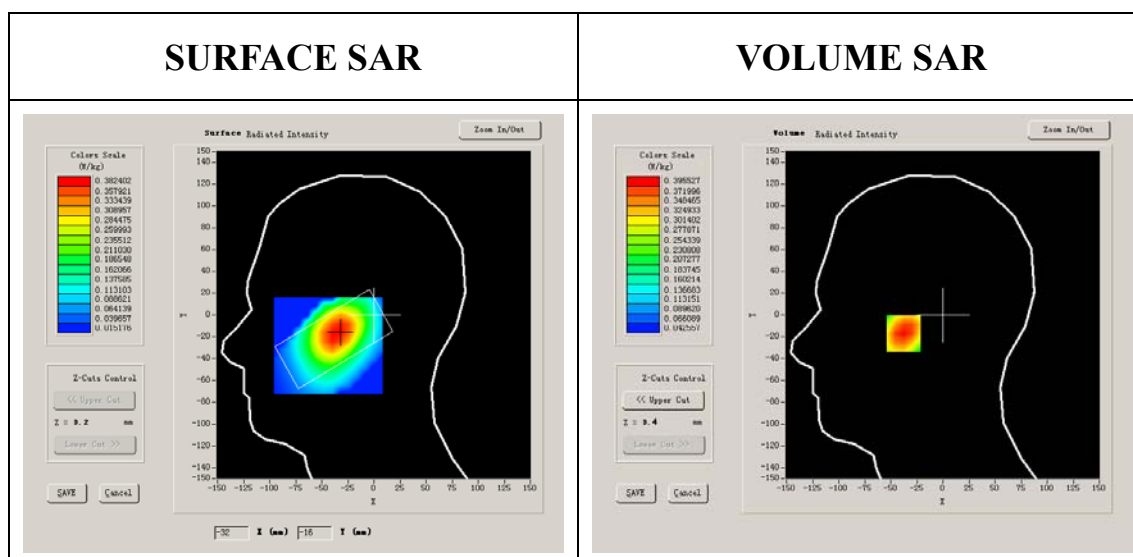 SURFACE SAR
VOLUME SAR
Surface Radiated Intensity
Zoom In/Out
Colors Scale
(W/kg)
0.382402
0.357921
0.333439
0.308957
0.284475
0.259993
0.235512
0.211030
0.186548
0.162066
0.137585
0.113103
0.088621
0.064139
0.039657
0.015176
150
140
120
100
80
60
40
20
0
-20
-40
-60
-80
-100
-120
-140
-150
Y
-150 -125 -100 -75 -50 -25 0 25 50 75 100 125 150
X
Z-Cuts Control
<< Upper Cut
Z = 3.2 mm
Lower Cut >>
SAVE Cancel
-32 X (mm) -16 Y (mm)
Volume Radiated Intensity
Zoom In/Out
Colors Scale
(W/kg)
0.395527
0.371996
0.348465
0.324933
0.301402
0.277871
0.254339
0.230808
0.207277
0.183745
0.160214
0.136683
0.113151
0.089620
0.066089
0.042557
150
140
120
100
80
60
40
20
0
-20
-40
-60
-80
-100
-120
-140
-150
Y
-150 -125 -100 -75 -50 -25 0 25 50 75 100 125 150
X
Z-Cuts Control
<< Upper Cut
Z = 3.4 mm
Lower Cut >>
SAVE Cancel